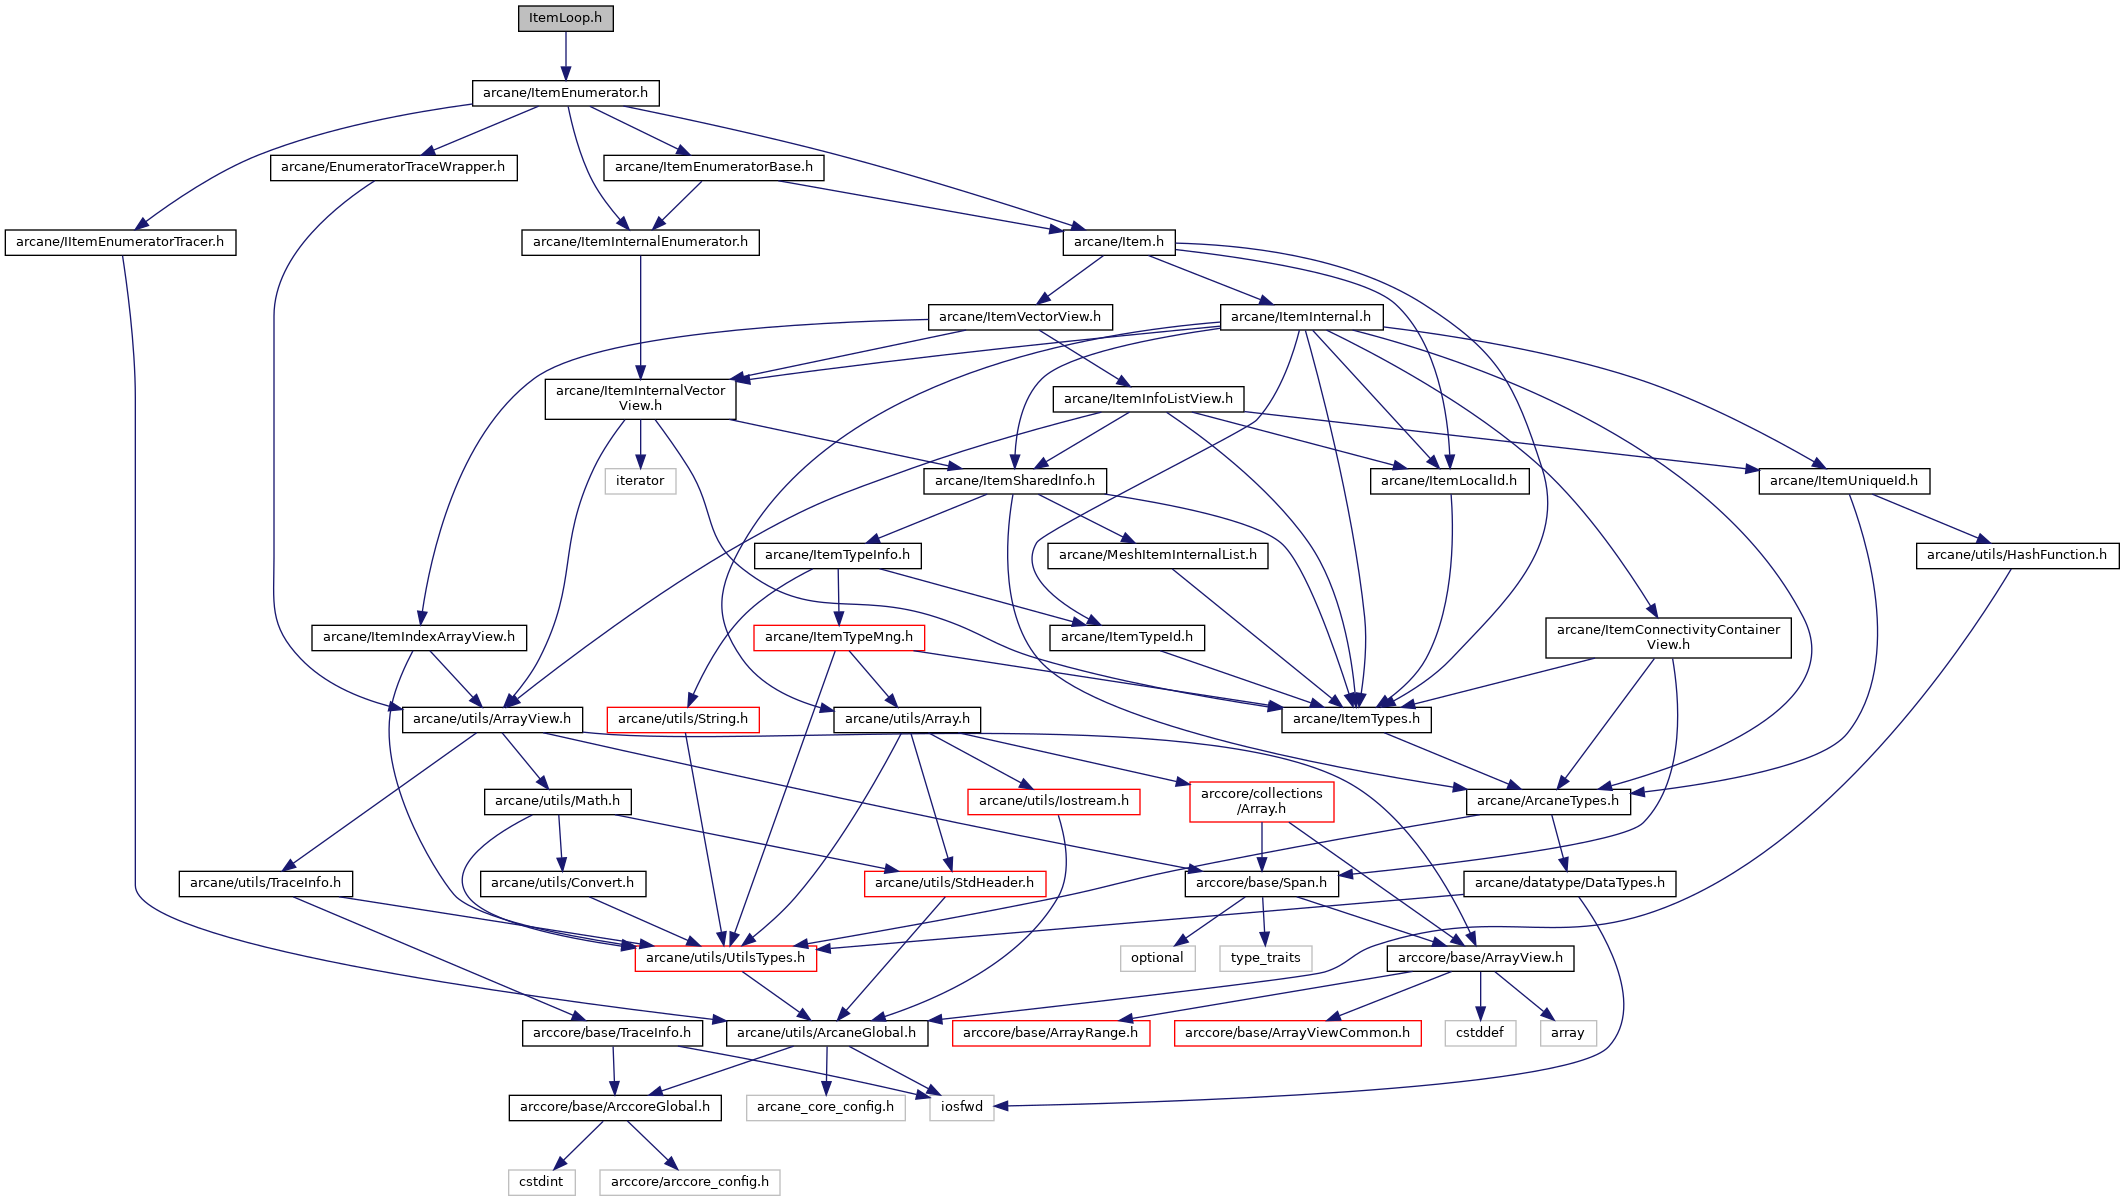 ItemLoop.h
arcane/ItemEnumerator.h
arcane/EnumeratorTraceWrapper.h
arcane/ItemEnumeratorBase.h
arcane/IItemEnumeratorTracer.h
arcane/ItemInternalEnumerator.h
arcane/Item.h
arcane/ItemVectorView.h
arcane/ItemInternal.h
arcane/ItemInternalVector
View.h
arcane/ItemInfoListView.h
iterator
arcane/ItemSharedInfo.h
arcane/ItemLocalId.h
arcane/ItemUniqueId.h
arcane/ItemTypeInfo.h
arcane/MeshItemInternalList.h
arcane/utils/HashFunction.h
arcane/ItemIndexArrayView.h
arcane/ItemTypeMng.h
arcane/ItemTypeId.h
arcane/ItemConnectivityContainer
View.h
arcane/utils/ArrayView.h
arcane/utils/String.h
arcane/utils/Array.h
arcane/ItemTypes.h
arcane/utils/Math.h
arcane/utils/Iostream.h
arccore/collections
/Array.h
arcane/ArcaneTypes.h
arcane/utils/TraceInfo.h
arcane/utils/Convert.h
arcane/utils/StdHeader.h
arccore/base/Span.h
arcane/datatype/DataTypes.h
arcane/utils/UtilsTypes.h
optional
type_traits
arccore/base/ArrayView.h
arccore/base/TraceInfo.h
arcane/utils/ArcaneGlobal.h
arccore/base/ArrayRange.h
arccore/base/ArrayViewCommon.h
cstddef
array
arccore/base/ArccoreGlobal.h
arcane_core_config.h
iosfwd
cstdint
arccore/arccore_config.h